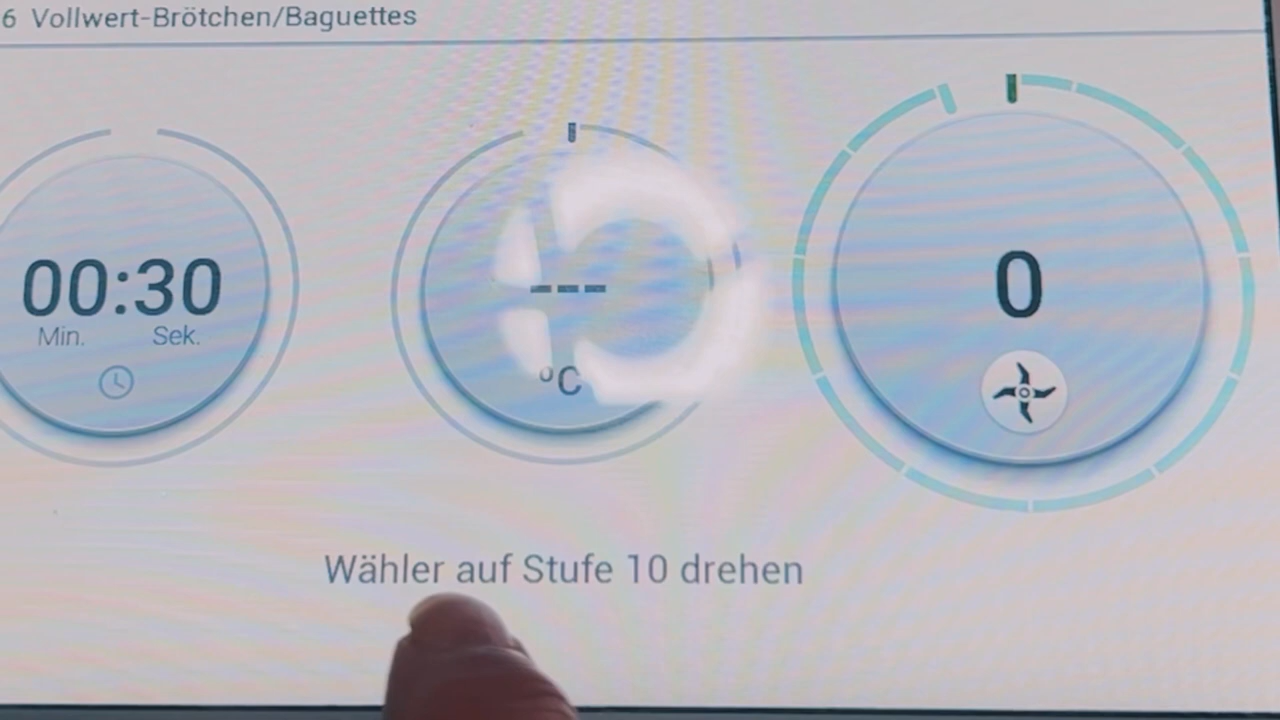 6 Vollwert-Brötchen/Baguettes
00:30
Min. Sek.
---
°C
0
Wähler auf Stufe 10 drehen